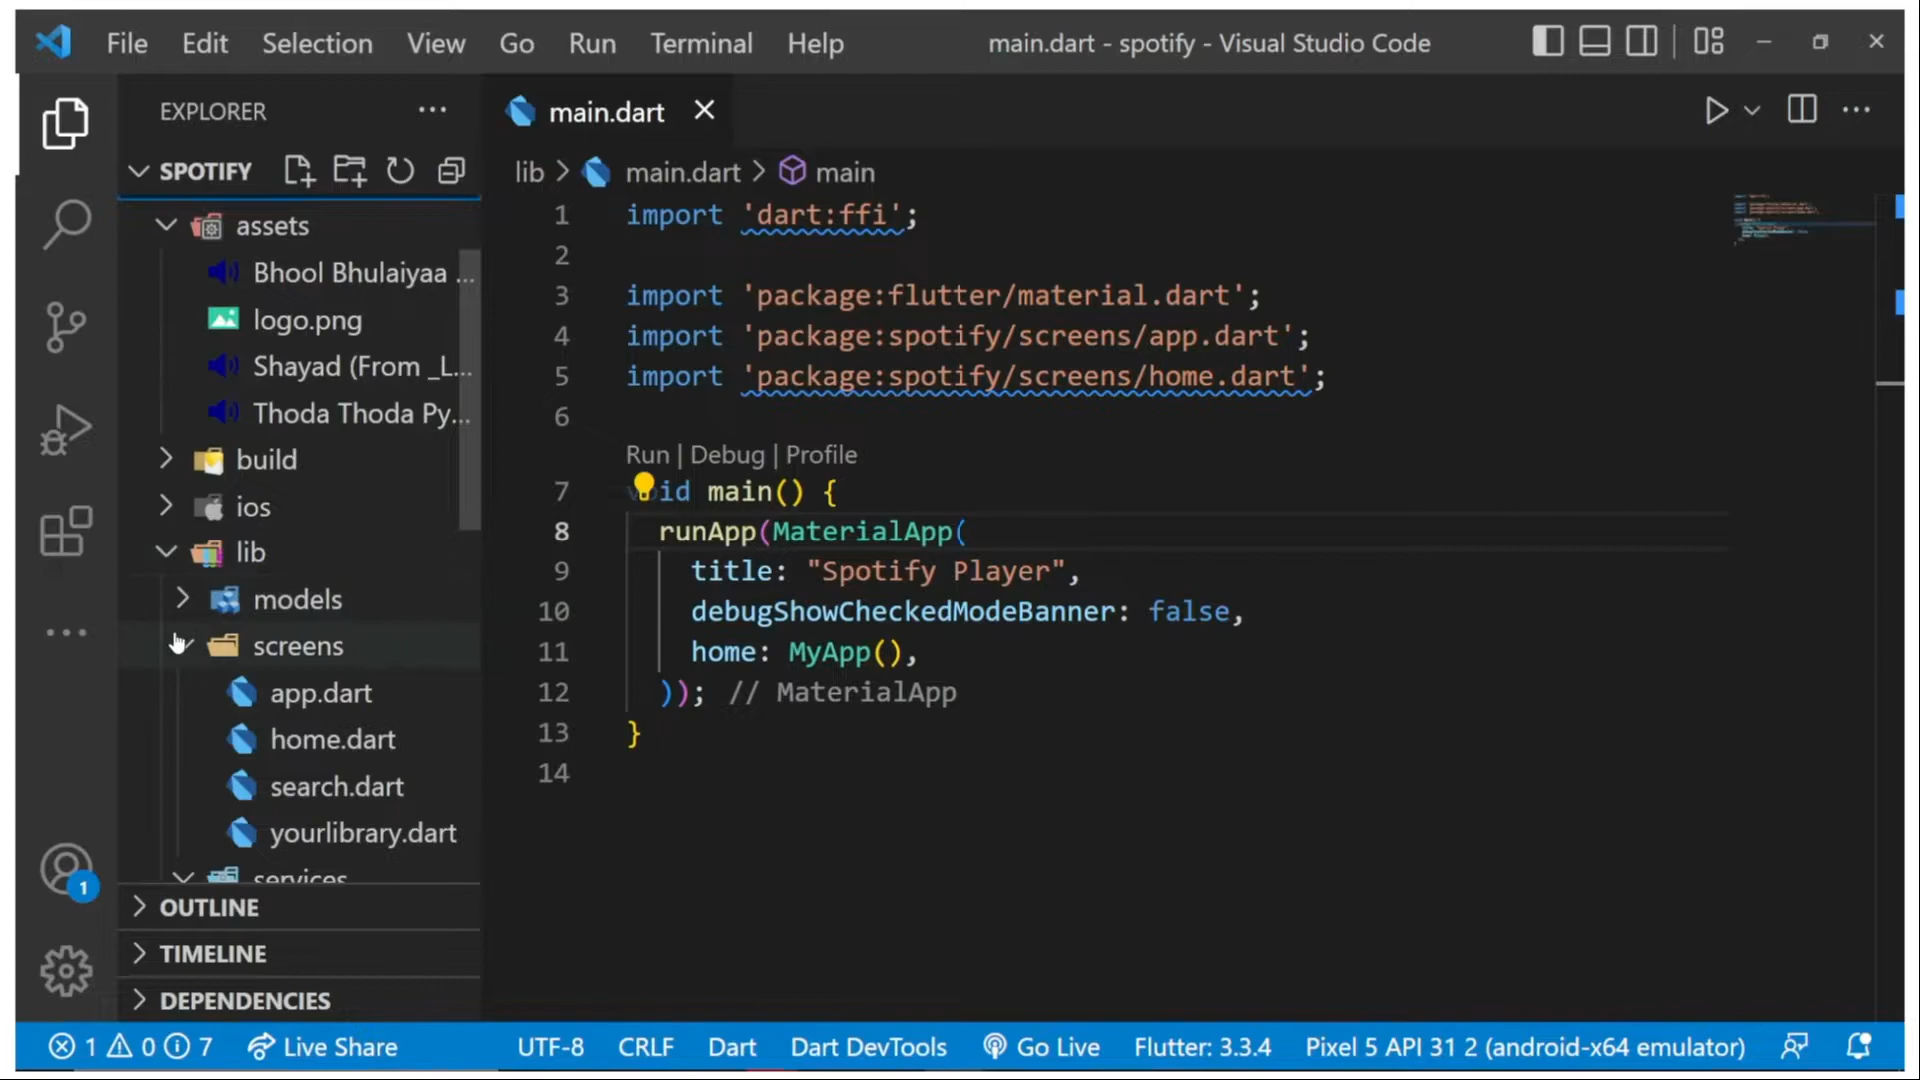 File Edit Selection View Go Run Terminal Help main.dart - spotify - Visual Studio Code
EXPLORER
SPOTIFY
assets
Bhool Bhulaiyaa ...
logo.png
Shayad (From _L...
Thoda Thoda Py...
build
ios
lib
models
screens
app.dart
home.dart
search.dart
yourlibrary.dart
services
OUTLINE
TIMELINE
DEPENDENCIES
1
main.dart
lib > main.dart > main
1 import 'dart:ffi';
2
3 import 'package:flutter/material.dart';
4 import 'package:spotify/screens/app.dart';
5 import 'package:spotify/screens/home.dart';
6
Run | Debug | Profile
7 void main() {
8 runApp(MaterialApp(
9 title: "Spotify Player",
10 debugShowCheckedModeBanner: false,
11 home: MyApp(),
12 )); // MaterialApp
13 }
14
1 0 7 Live Share UTF-8 CRLF Dart Dart DevTools Go Live Flutter: 3.3.4 Pixel 5 API 31 2 (android-x64 emulator)